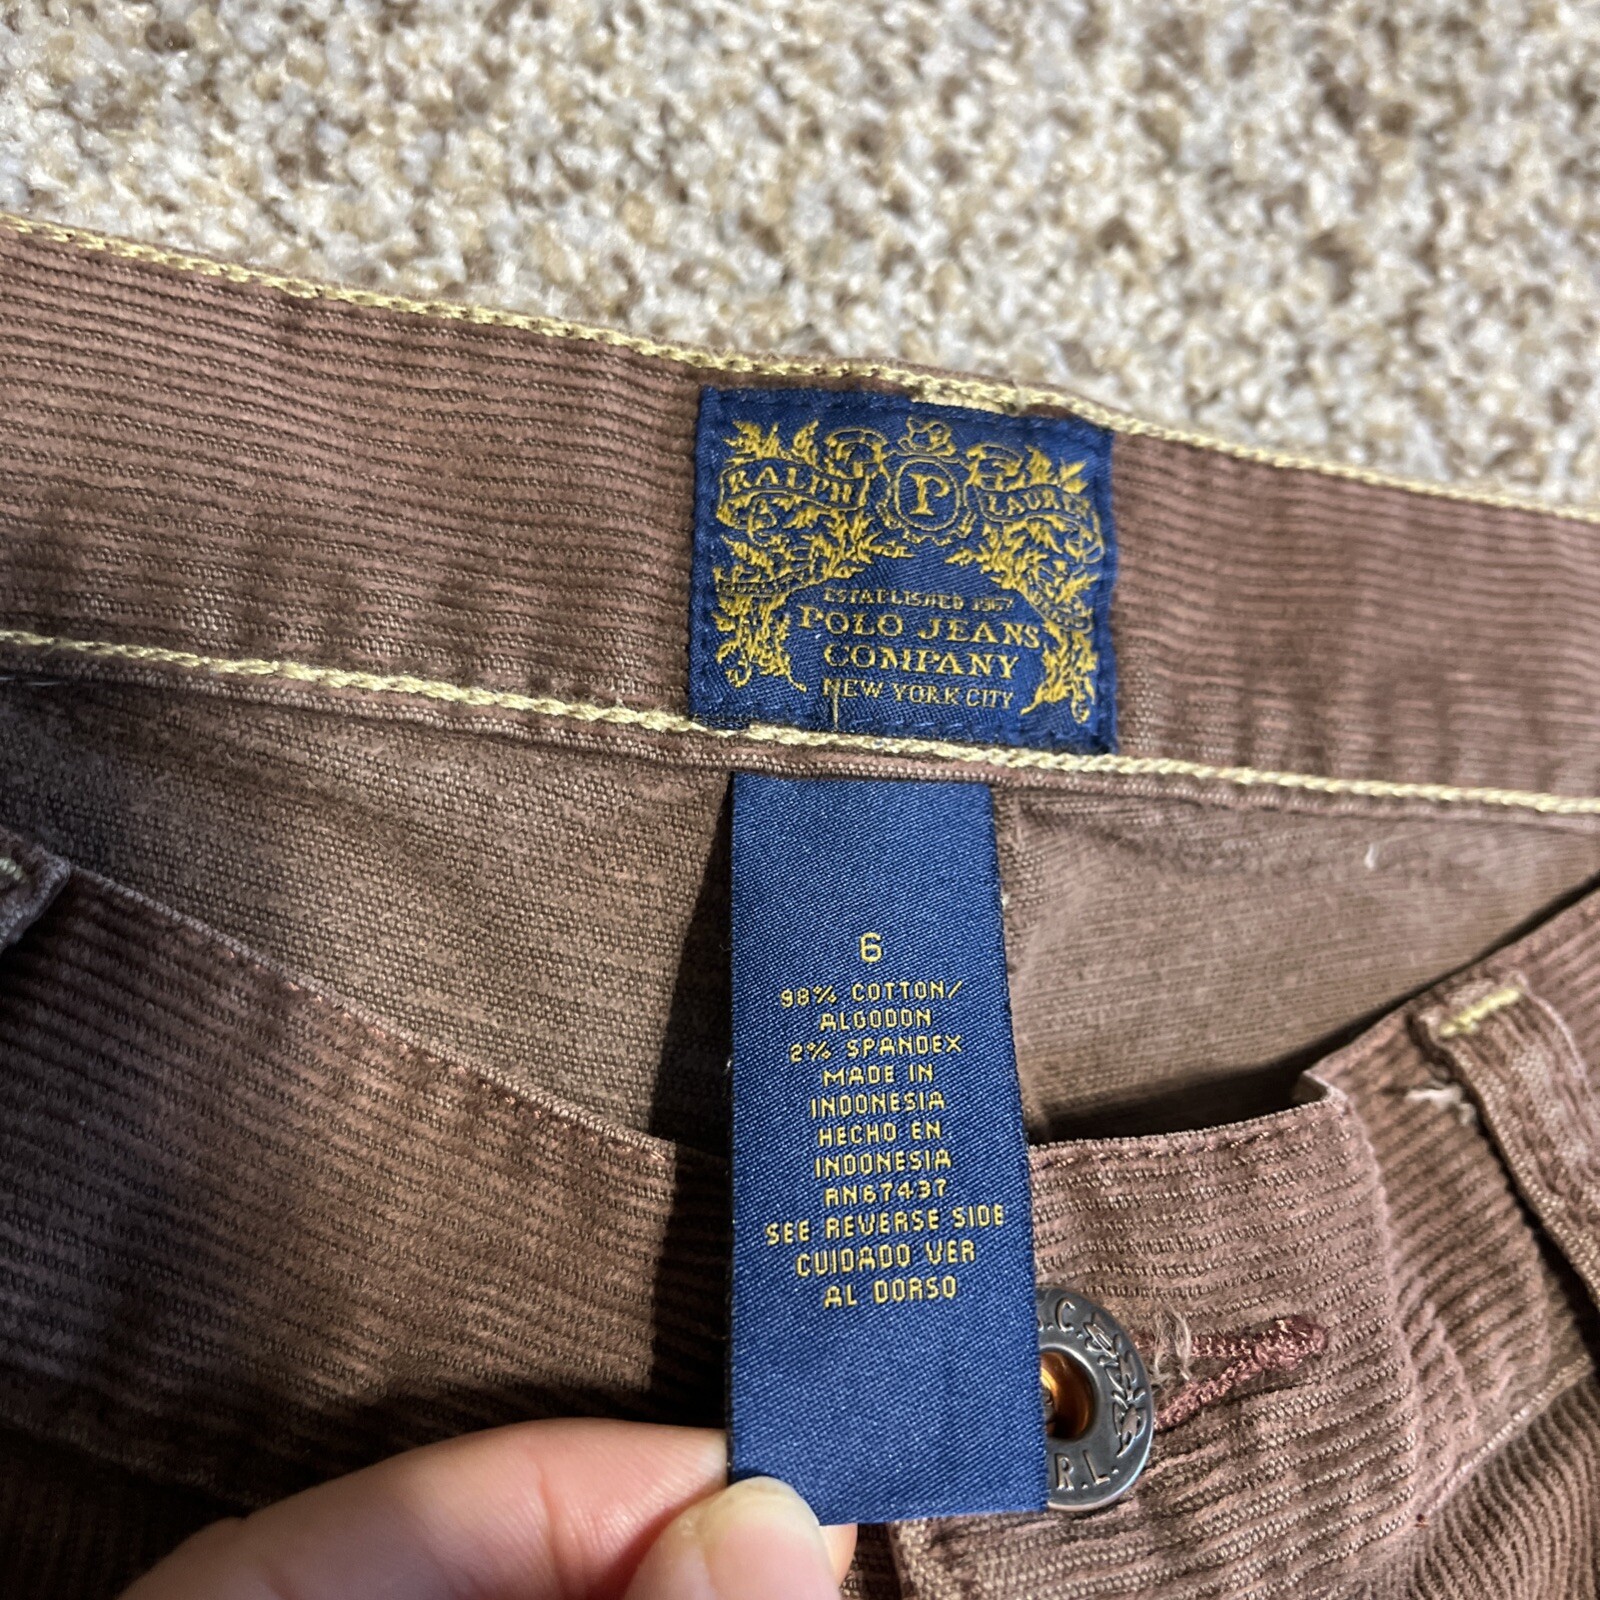 RALPH P LAUREN
ESTABLISHED 1967
POLO JEANS
COMPANY
NEW YORK CITY
6
98% COTTON/
ALGODON
2% SPANDEX
MADE IN
INDONESIA
HECHO EN
INDONESIA
RN67437
SEE REVERSE SIDE
CUIDADO VER
AL DORSO
.C.
R.L.